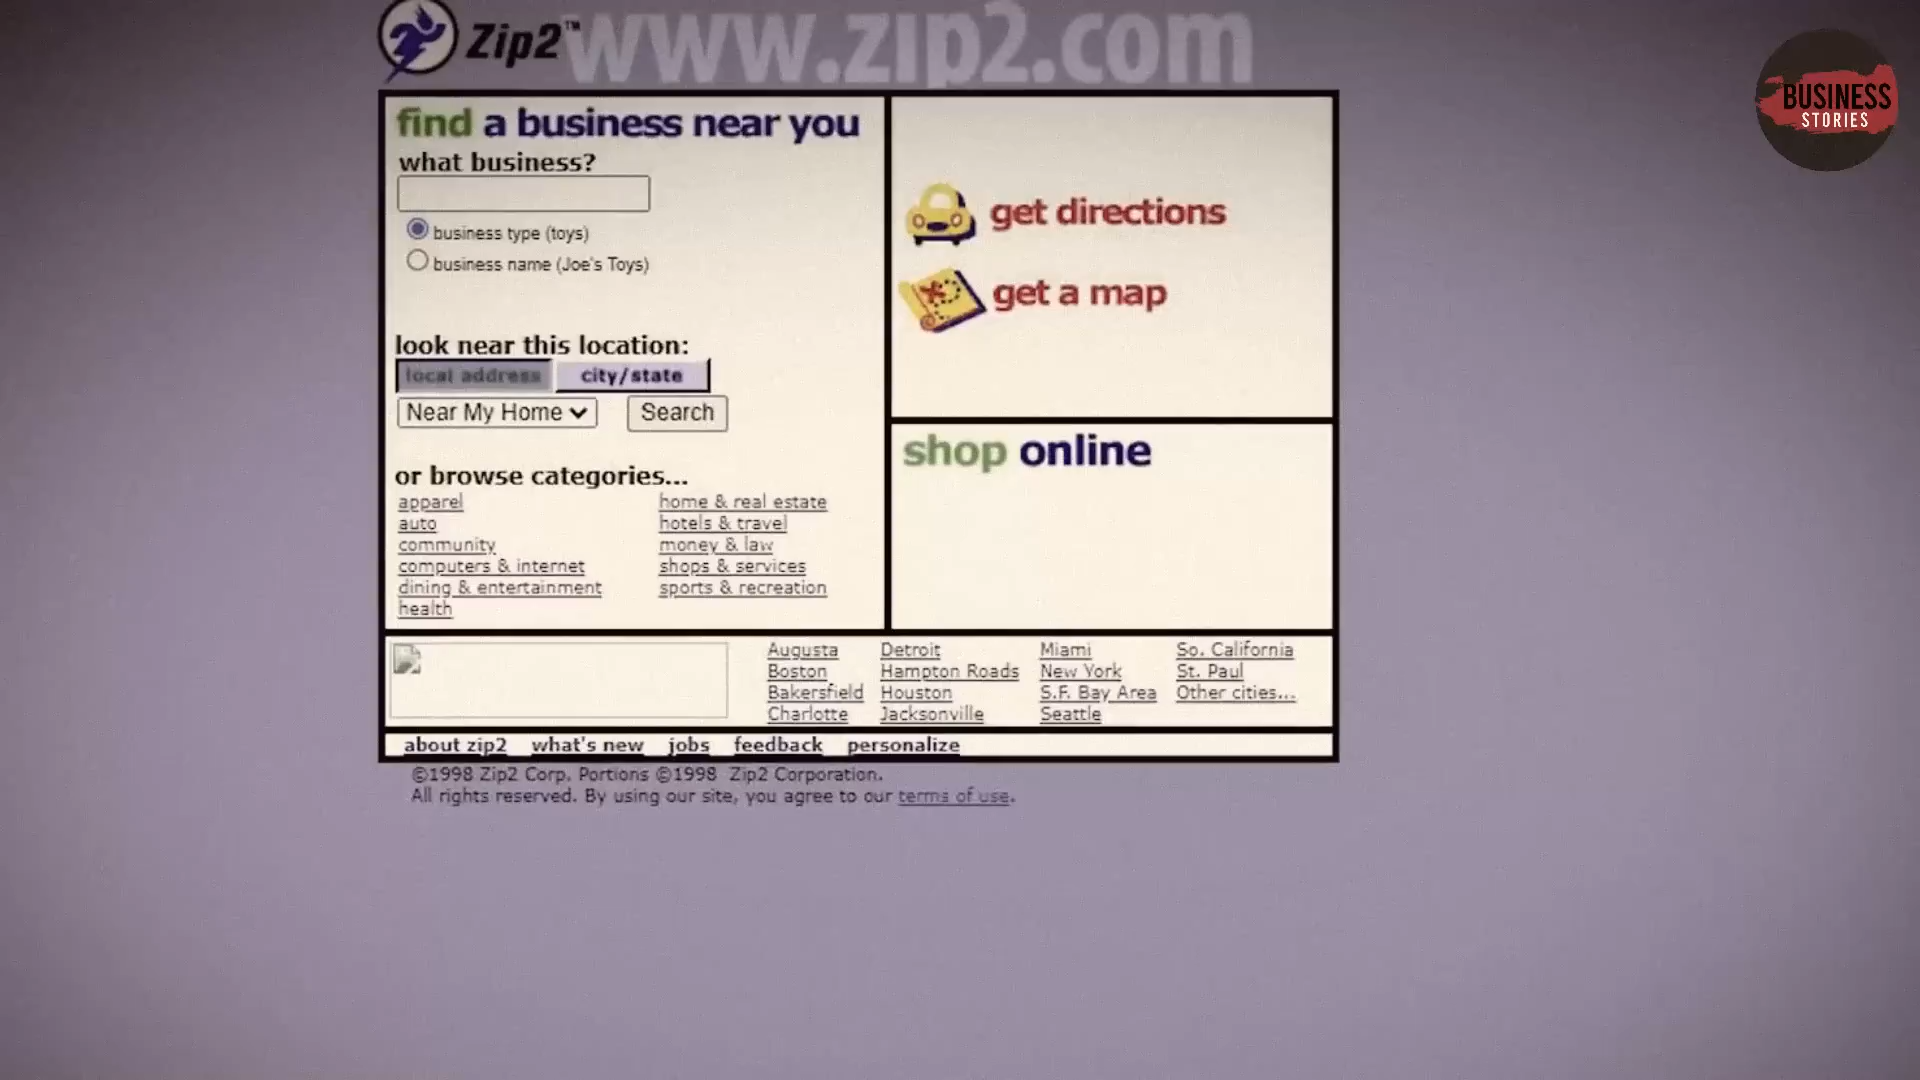 Zip2™ www.zip2.com
BUSINESS
STORIES
find a business near you
what business?
business type (toys)
business name (Joe's Toys)
look near this location:
local address
city/state
Near My Home
Search
or browse categories...
apparel
auto
community
computers & internet
dining & entertainment
health
home & real estate
hotels & travel
money & law
shops & services
sports & recreation
get directions
get a map
shop online
Augusta
Boston
Bakersfield
Charlotte
Detroit
Hampton Roads
Houston
Jacksonville
Miami
New York
S.F. Bay Area
Seattle
So. California
St. Paul
Other cities...
about zip2 what's new jobs feedback personalize
©1998 Zip2 Corp. Portions ©1998 Zip2 Corporation.
All rights reserved. By using our site, you agree to our terms of use.